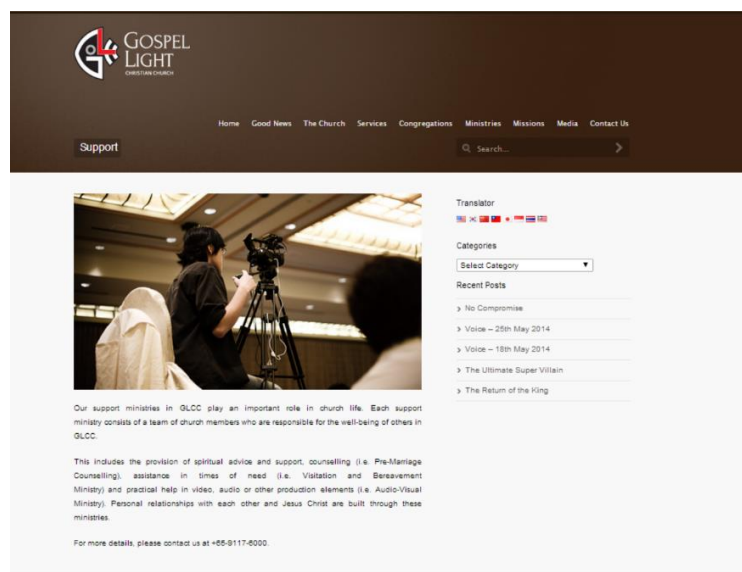 GOSPEL
LIGHT
CHRISTIAN CHURCH
Home Good News The Church Services Congregations Ministries Missions Media Contact Us
Support
Search...
Translator
Categories
Select Category
Recent Posts
No Compromise
Voice – 25th May 2014
Voice – 18th May 2014
The Ultimate Super Villain
The Return of the King
Our support ministries in GLCC play an important role in church life. Each support
ministry consists of a team of church members who are responsible for the well-being of others in
GLCC.
This includes the provision of spiritual advice and support, counselling (i.e. Pre-Marriage
Counselling), assistance in times of need (i.e. Visitation and Bereavement
Ministry) and practical help in video, audio or other production elements (i.e. Audio-Visual
Ministry). Personal relationships with each other and Jesus Christ are built through these
ministries.
For more details, please contact us at +65-9117-6000.